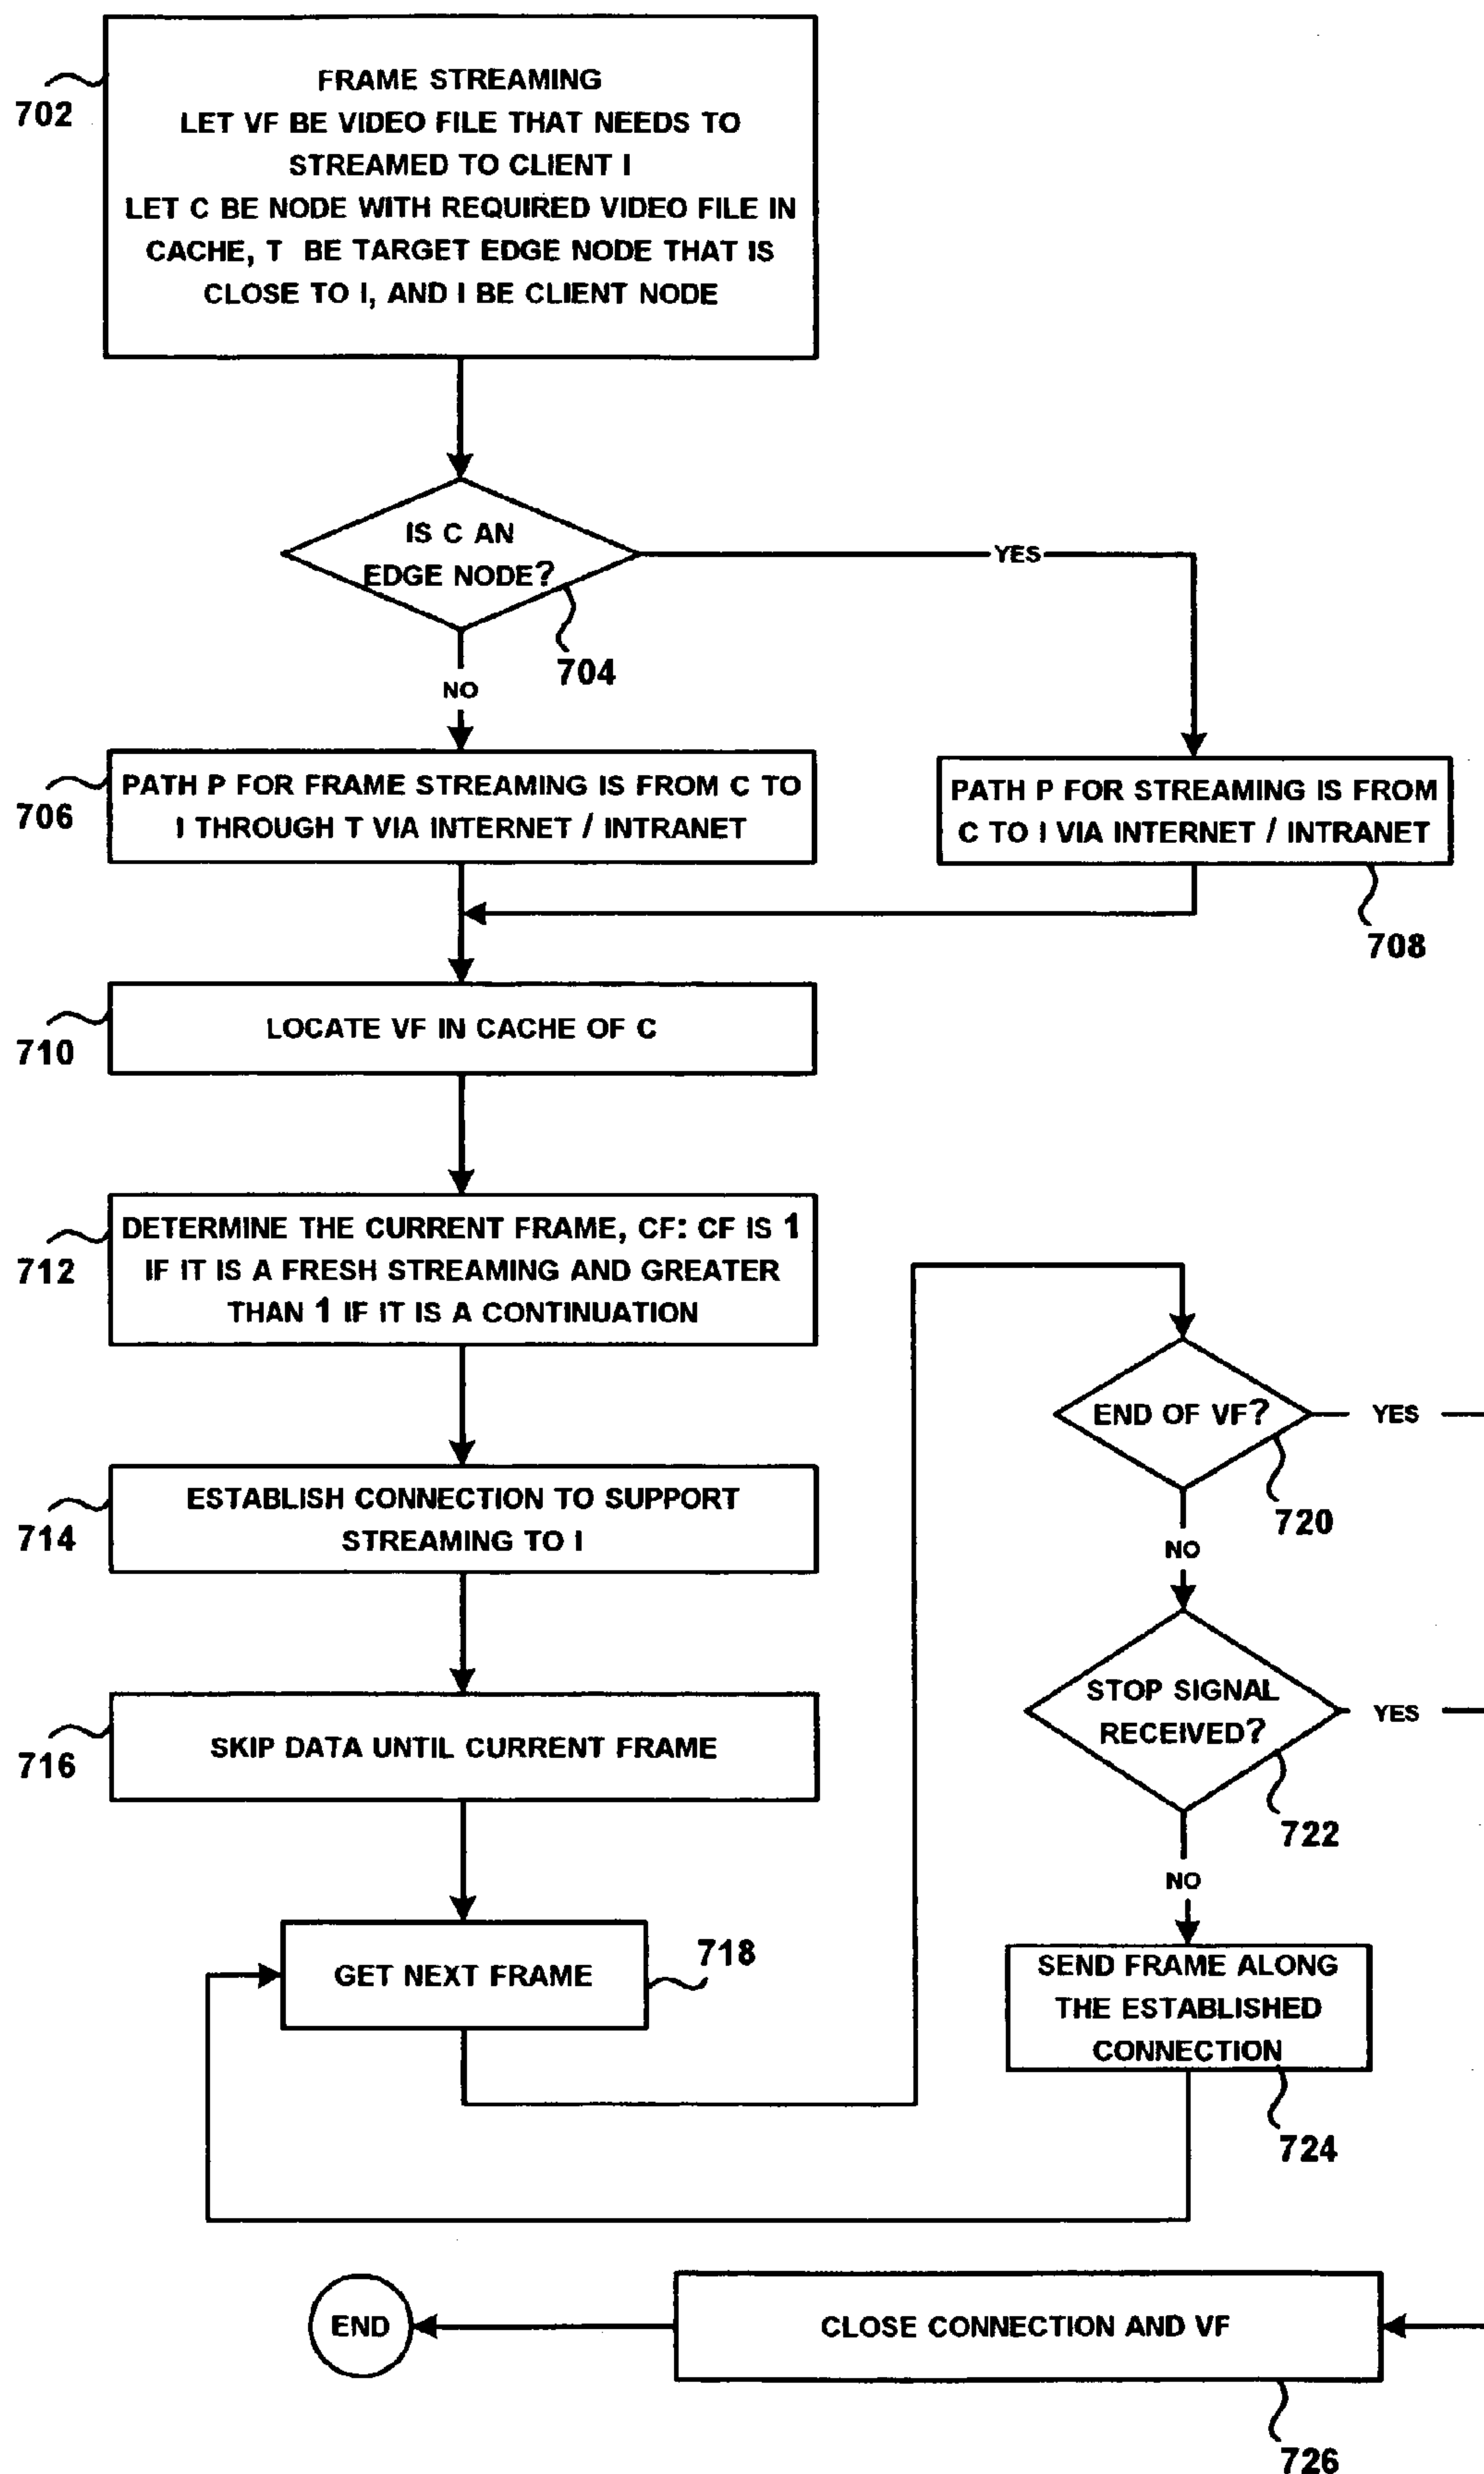 FRAME STREAMING
LET VF BE VIDEO FILE THAT NEEDS TO
STREAMED TO CLIENT I
LET C BE NODE WITH REQUIRED VIDEO FILE IN
CACHE, T BE TARGET EDGE NODE THAT IS
CLOSE TO I, AND I BE CLIENT NODE
702
IS C AN
EDGE NODE?
704
YES
NO
PATH P FOR FRAME STREAMING IS FROM C TO
I THROUGH T VIA INTERNET / INTRANET
706
PATH P FOR STREAMING IS FROM
C TO I VIA INTERNET / INTRANET
708
LOCATE VF IN CACHE OF C
710
DETERMINE THE CURRENT FRAME, CF: CF IS 1
IF IT IS A FRESH STREAMING AND GREATER
THAN 1 IF IT IS A CONTINUATION
712
ESTABLISH CONNECTION TO SUPPORT
STREAMING TO I
714
SKIP DATA UNTIL CURRENT FRAME
716
GET NEXT FRAME
718
END OF VF?
YES
720
NO
STOP SIGNAL
RECEIVED?
YES
722
NO
SEND FRAME ALONG
THE ESTABLISHED
CONNECTION
724
CLOSE CONNECTION AND VF
726
END